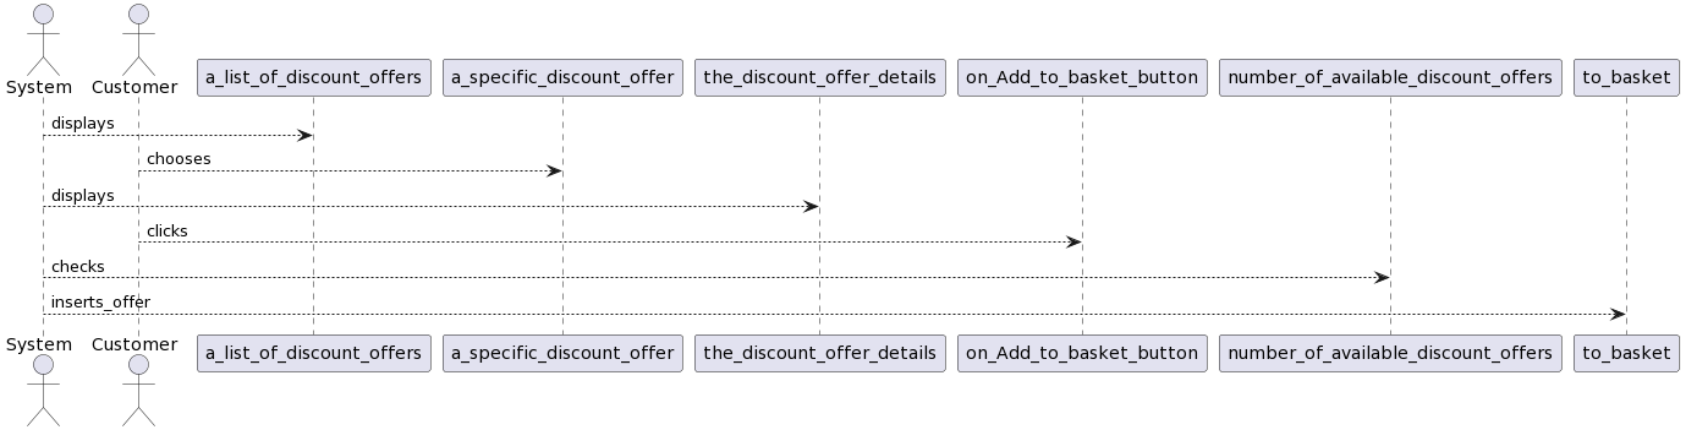 System Customer a_list_of_discount_offers a_specific_discount_offer the_discount_offer_details on_Add_to_basket_button number_of_available_discount_offers to_basket
displays
chooses
displays
clicks
checks
inserts_offer
System Customer a_list_of_discount_offers a_specific_discount_offer the_discount_offer_details on_Add_to_basket_button number_of_available_discount_offers to_basket